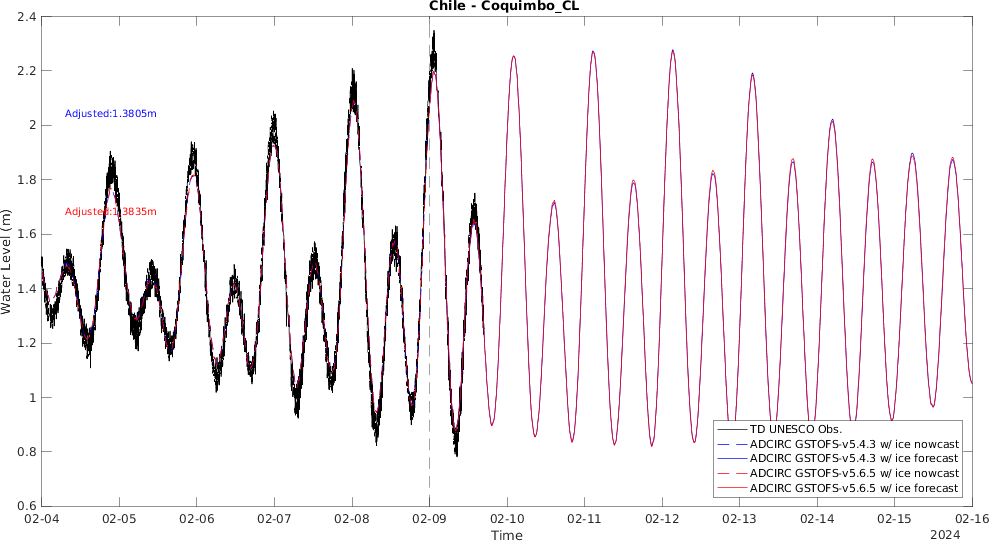 Chile - Coquimbo_CL
2.4
2.2
2
1.8
1.6
1.4
1.2
1
0.8
0.6
Water Level (m)
Adjusted:1.3805m
Adjusted:1.3835m
TD UNESCO Obs.
ADCIRC GSTOFS-v5.4.3 w/ ice nowcast
ADCIRC GSTOFS-v5.4.3 w/ ice forecast
ADCIRC GSTOFS-v5.6.5 w/ ice nowcast
ADCIRC GSTOFS-v5.6.5 w/ ice forecast
02-04 02-05 02-06 02-07 02-08 02-09 02-10 02-11 02-12 02-13 02-14 02-15 02-16
Time
2024